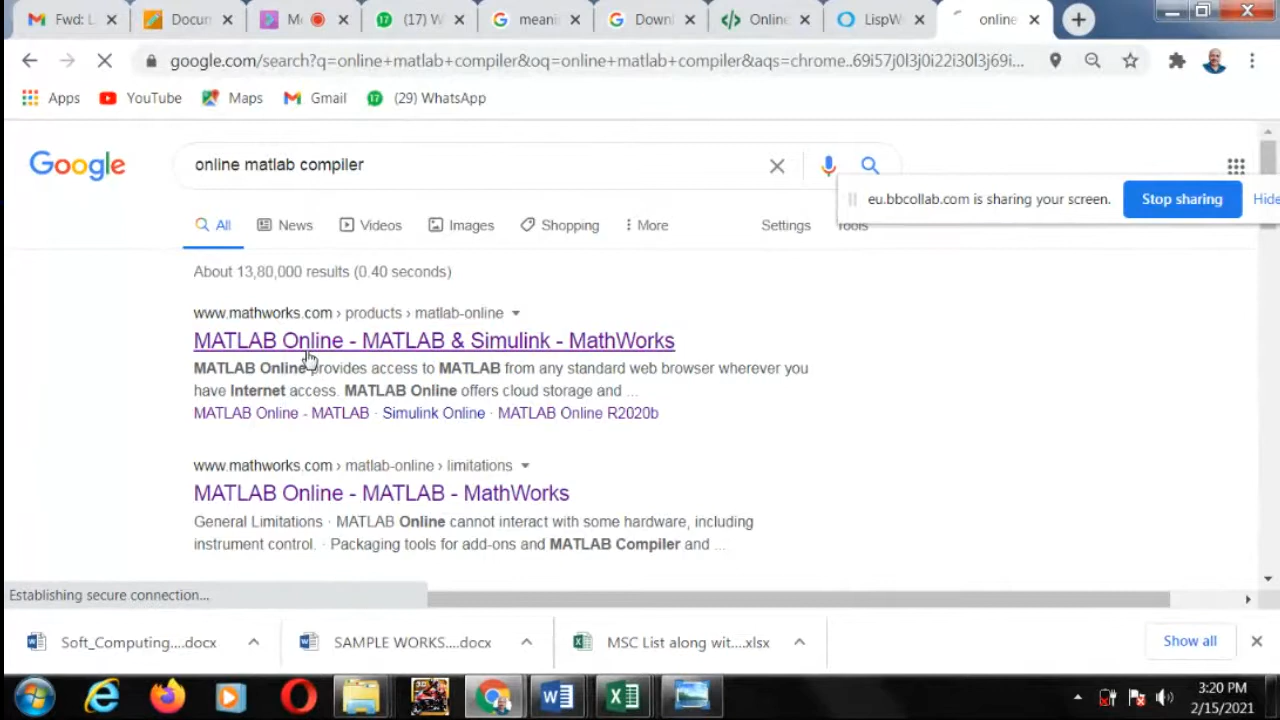 Fwd: L
Docun
Me
(17) W
meani
Downl
Online
LispW
online
google.com/search?q=online+matlab+compiler&oq=online+matlab+compiler&aqs=chrome..69i57j0l3j0i22i30l3j69i...
Apps
YouTube
Maps
Gmail
17
(29) WhatsApp
Google
online matlab compiler
eu.bbcollab.com is sharing your screen.
Stop sharing
Hide
All
News
Videos
Images
Shopping
More
Settings
Tools
About 13,80,000 results (0.40 seconds)
www.mathworks.com › products › matlab-online
MATLAB Online - MATLAB & Simulink - MathWorks
MATLAB Online provides access to MATLAB from any standard web browser wherever you
have Internet access. MATLAB Online offers cloud storage and ...
MATLAB Online - MATLAB · Simulink Online · MATLAB Online R2020b
www.mathworks.com › matlab-online › limitations
MATLAB Online - MATLAB - MathWorks
General Limitations · MATLAB Online cannot interact with some hardware, including
instrument control. · Packaging tools for add-ons and MATLAB Compiler and ...
Establishing secure connection...
Soft_Computing....docx
SAMPLE WORKS....docx
MSC List along wit....xlsx
Show all
3:20 PM
2/15/2021